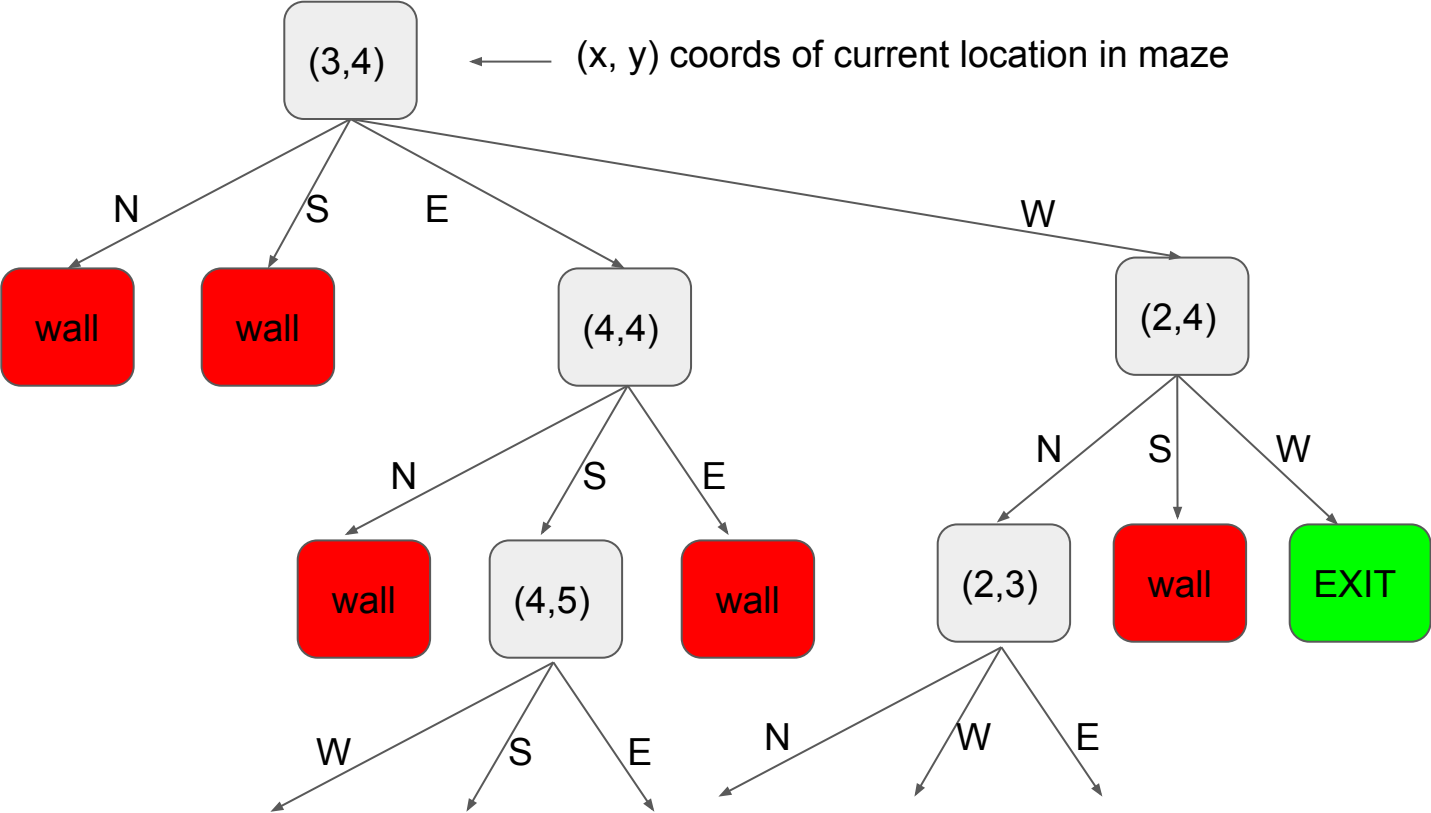 (3,4)
(x, y) coords of current location in maze
N
S
E
W
wall
wall
(4,4)
(2,4)
N
S
E
N
S
W
wall
(4,5)
wall
(2,3)
wall
EXIT
W
S
E
N
W
E